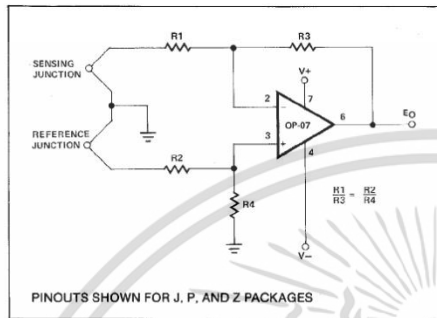 R1
R3
SENSING
JUNCTION
V+
7
2
-
6
EO
OP-07
3
+
REFERENCE
JUNCTION
4
R2
R1/R3 = R2/R4
R4
V-
PINOUTS SHOWN FOR J, P, AND Z PACKAGES